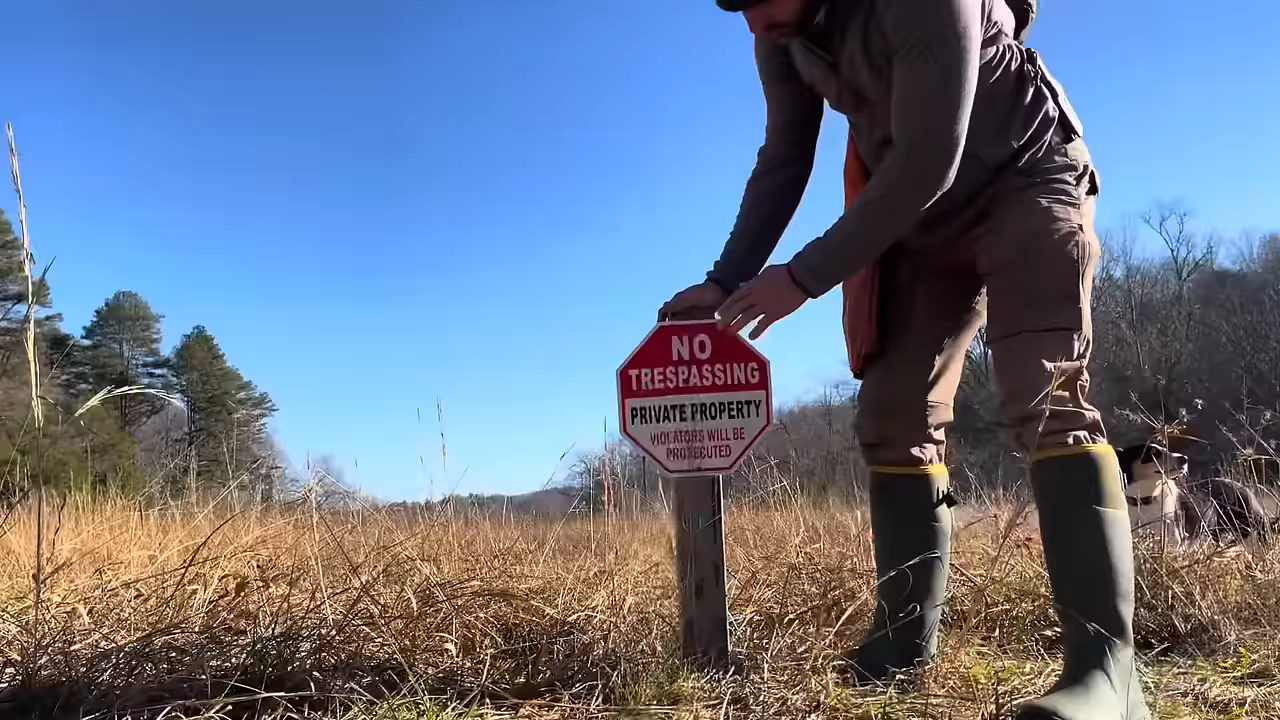 NO
TRESPASSING
PRIVATE PROPERTY
VIOLATORS WILL BE
PROSECUTED